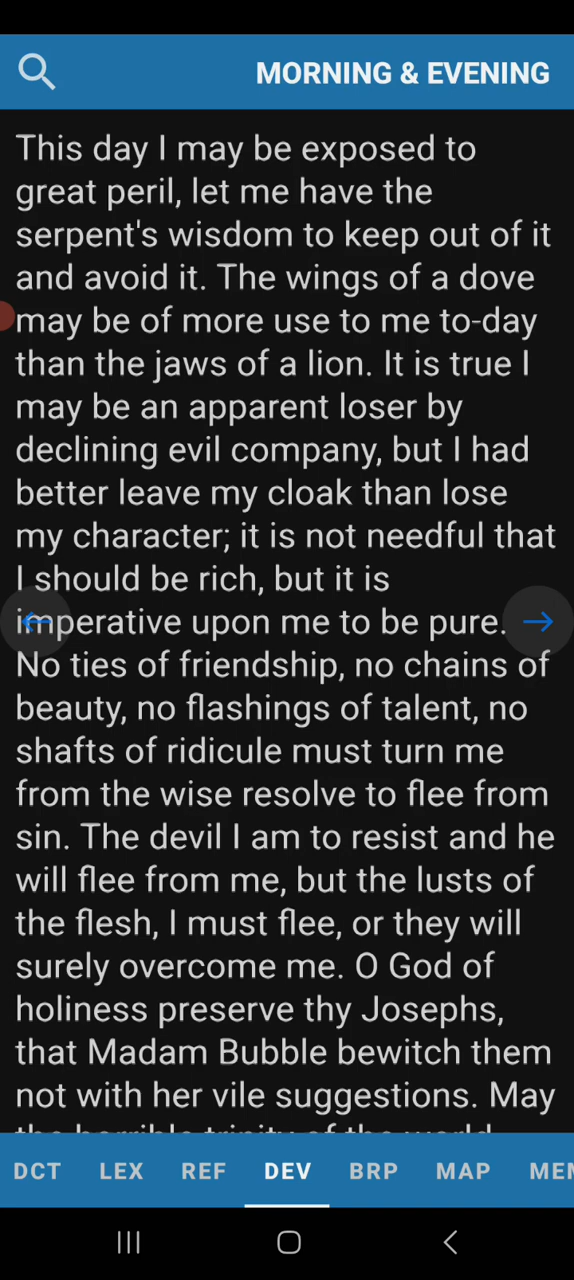 MORNING & EVENING
This day I may be exposed to
great peril, let me have the
serpent's wisdom to keep out of it
and avoid it. The wings of a dove
may be of more use to me to-day
than the jaws of a lion. It is true I
may be an apparent loser by
declining evil company, but I had
better leave my cloak than lose
my character; it is not needful that
I should be rich, but it is
imperative upon me to be pure.
No ties of friendship, no chains of
beauty, no flashings of talent, no
shafts of ridicule must turn me
from the wise resolve to flee from
sin. The devil I am to resist and he
will flee from me, but the lusts of
the flesh, I must flee, or they will
surely overcome me. O God of
holiness preserve thy Josephs,
that Madam Bubble bewitch them
not with her vile suggestions. May
the horrible trinity of the world
DCT LEX REF DEV BRP MAP MEM